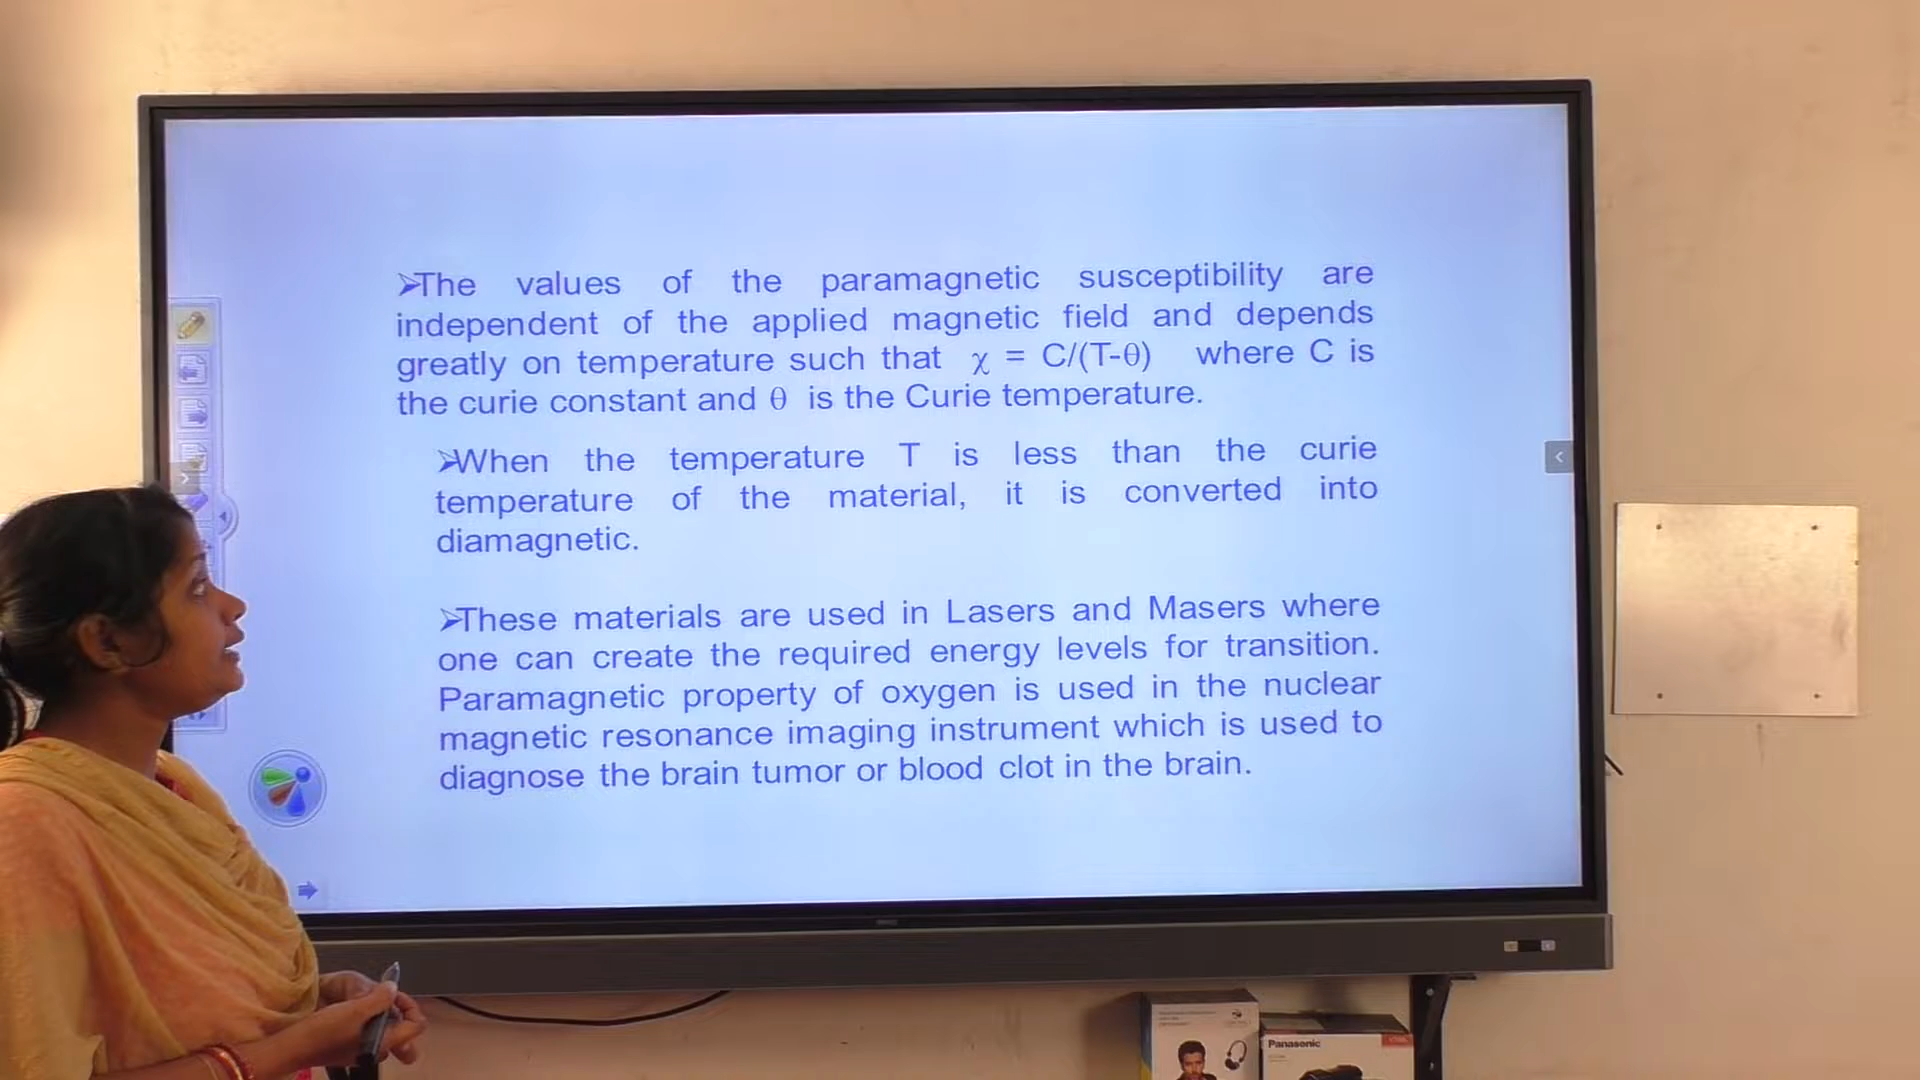 ➢The values of the paramagnetic susceptibility are
independent of the applied magnetic field and depends
greatly on temperature such that χ = C/(T-θ) where C is
the curie constant and θ is the Curie temperature.
➢When the temperature T is less than the curie
temperature of the material, it is converted into
diamagnetic.
➢These materials are used in Lasers and Masers where
one can create the required energy levels for transition.
Paramagnetic property of oxygen is used in the nuclear
magnetic resonance imaging instrument which is used to
diagnose the brain tumor or blood clot in the brain.
Panasonic